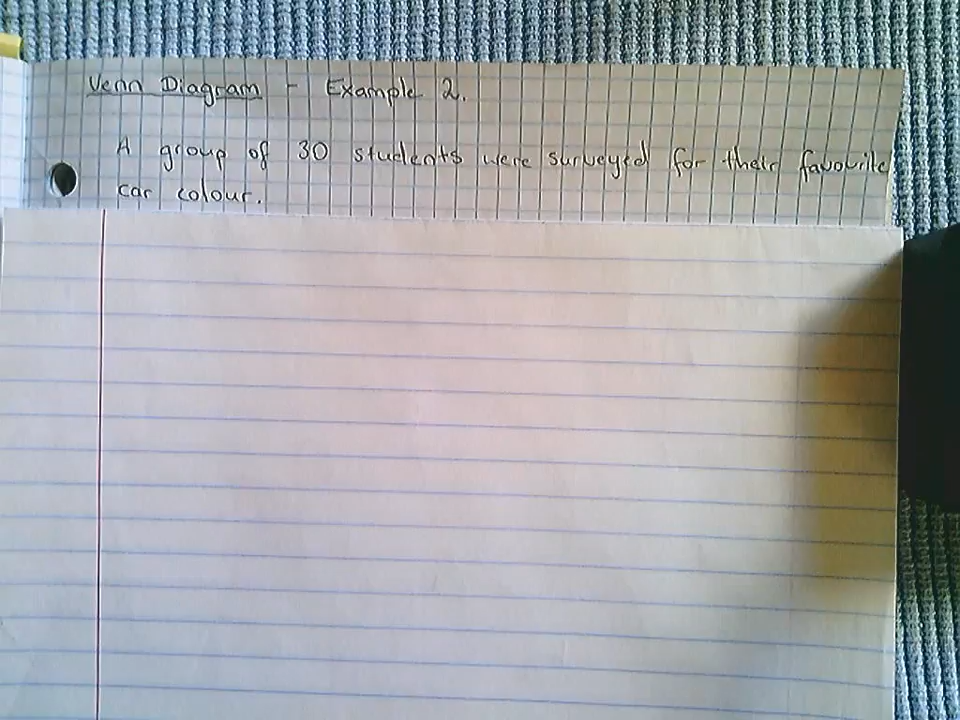 Venn Diagram - Example 2.
A group of 30 students were surveyed for their favourite
car colour.